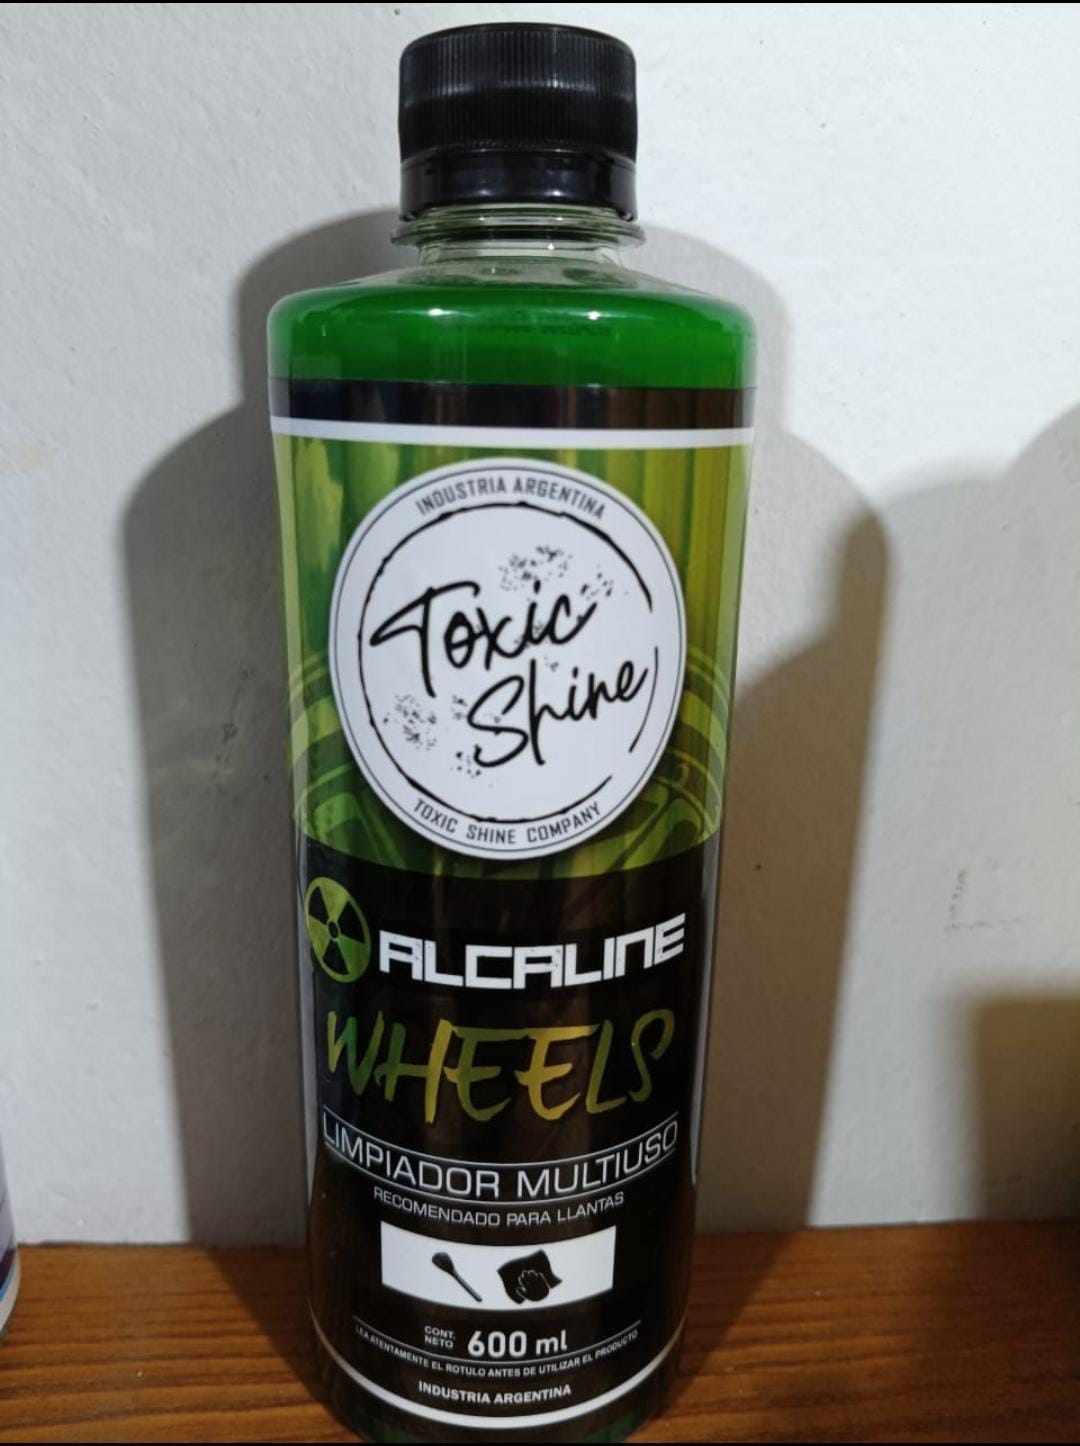 INDUSTRIA ARGENTINA
Toxic
Shine
TOXIC SHINE COMPANY
ALCALINE
WHEELS
LIMPIADOR MULTIUSO
RECOMENDADO PARA LLANTAS
CONT.
NETO
600 ml
LEA ATENTAMENTE EL ROTULO ANTES DE UTILIZAR EL PRODUCTO
INDUSTRIA ARGENTINA